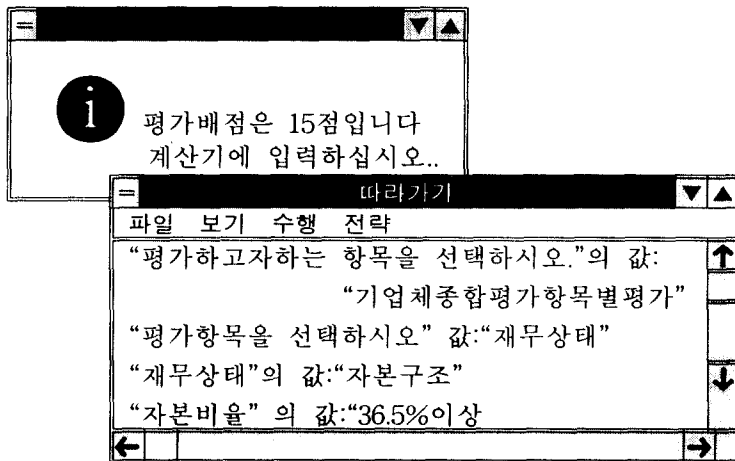 i
평가배점은 15점입니다
계산기에 입력하십시오..
따라가기
파일 보기 수행 전략
“평가하고자하는 항목을 선택하시오.”의 값:
“기업체종합평가항목별평가”
“평가항목을 선택하시오” 값:“재무상태”
“재무상태”의 값:“자본구조”
“자본비율” 의 값:“36.5%이상